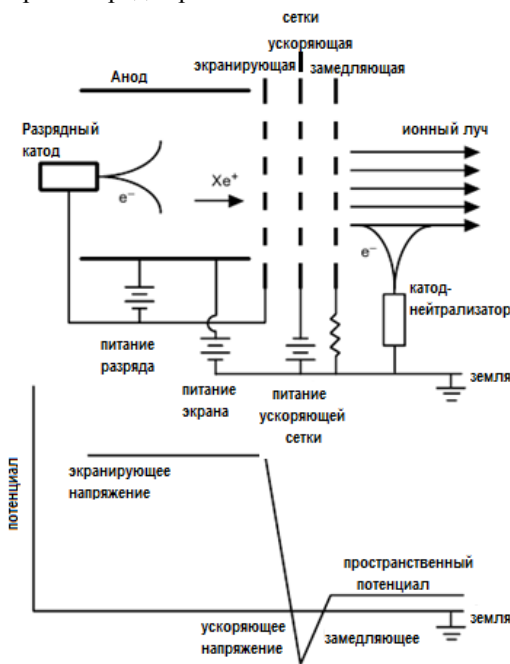 сетки
ускоряющая
экранирующая
замедляющая
Анод
Разрядный
катод
ионный луч
e⁻
Xe⁺
e⁻
катод-
нейтрализатор
питание
разряда
питание
экрана
питание
ускоряющей
сетки
земля
потенциал
экранирующее
напряжение
пространственный
потенциал
земля
ускоряющее
напряжение
замедляющее